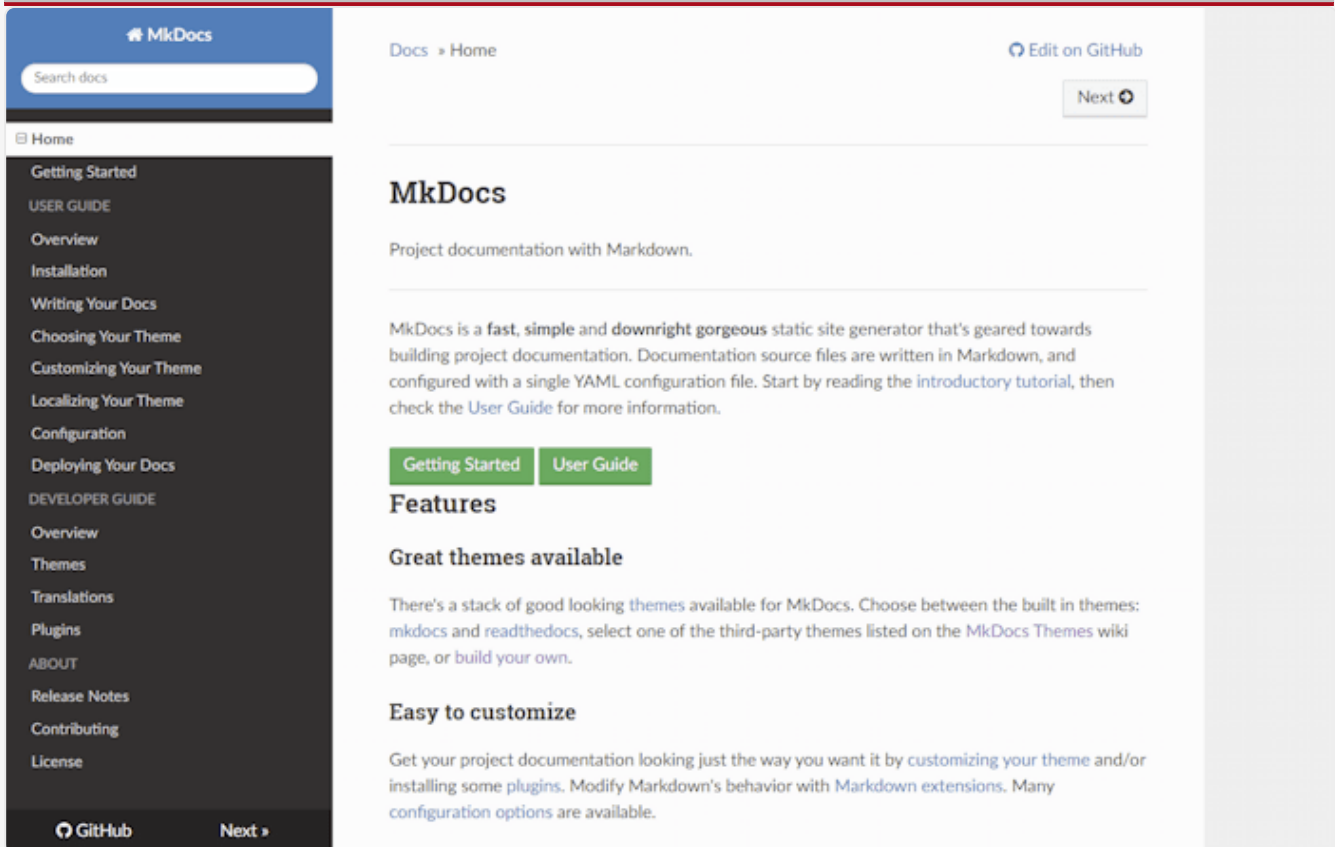 MkDocs
Search docs
Home
Getting Started
USER GUIDE
Overview
Installation
Writing Your Docs
Choosing Your Theme
Customizing Your Theme
Localizing Your Theme
Configuration
Deploying Your Docs
DEVELOPER GUIDE
Overview
Themes
Translations
Plugins
ABOUT
Release Notes
Contributing
License
GitHub Next »
Docs » Home Edit on GitHub
Next
MkDocs
Project documentation with Markdown.
MkDocs is a fast, simple and downright gorgeous static site generator that's geared towards
building project documentation. Documentation source files are written in Markdown, and
configured with a single YAML configuration file. Start by reading the introductory tutorial, then
check the User Guide for more information.
Getting Started User Guide
Features
Great themes available
There's a stack of good looking themes available for MkDocs. Choose between the built in themes:
mkdocs and readthedocs, select one of the third-party themes listed on the MkDocs Themes wiki
page, or build your own.
Easy to customize
Get your project documentation looking just the way you want it by customizing your theme and/or
installing some plugins. Modify Markdown's behavior with Markdown extensions. Many
configuration options are available.